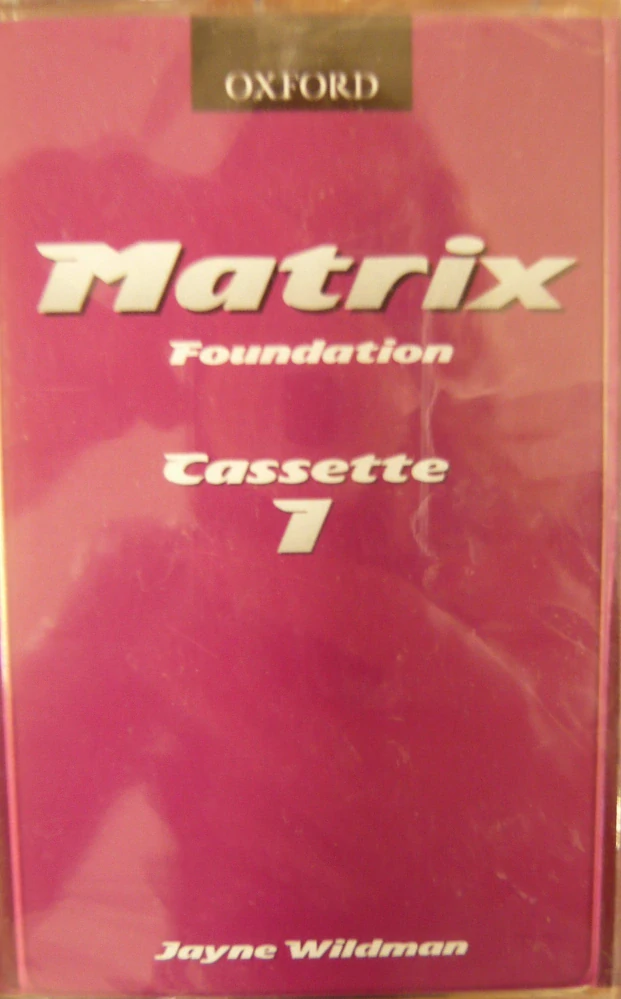 OXFORD
Matrix
Foundation
Cassette
1
Jayne Wildman